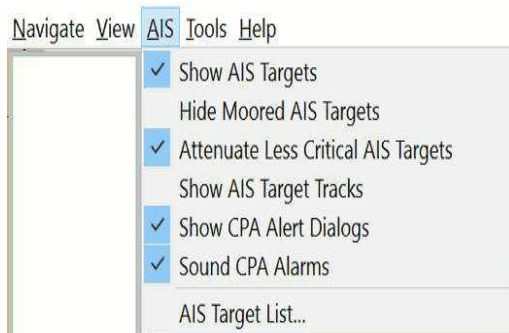 Navigate View AIS Tools Help
Show AIS Targets
Hide Moored AIS Targets
Attenuate Less Critical AIS Targets
Show AIS Target Tracks
Show CPA Alert Dialogs
Sound CPA Alarms
AIS Target List...